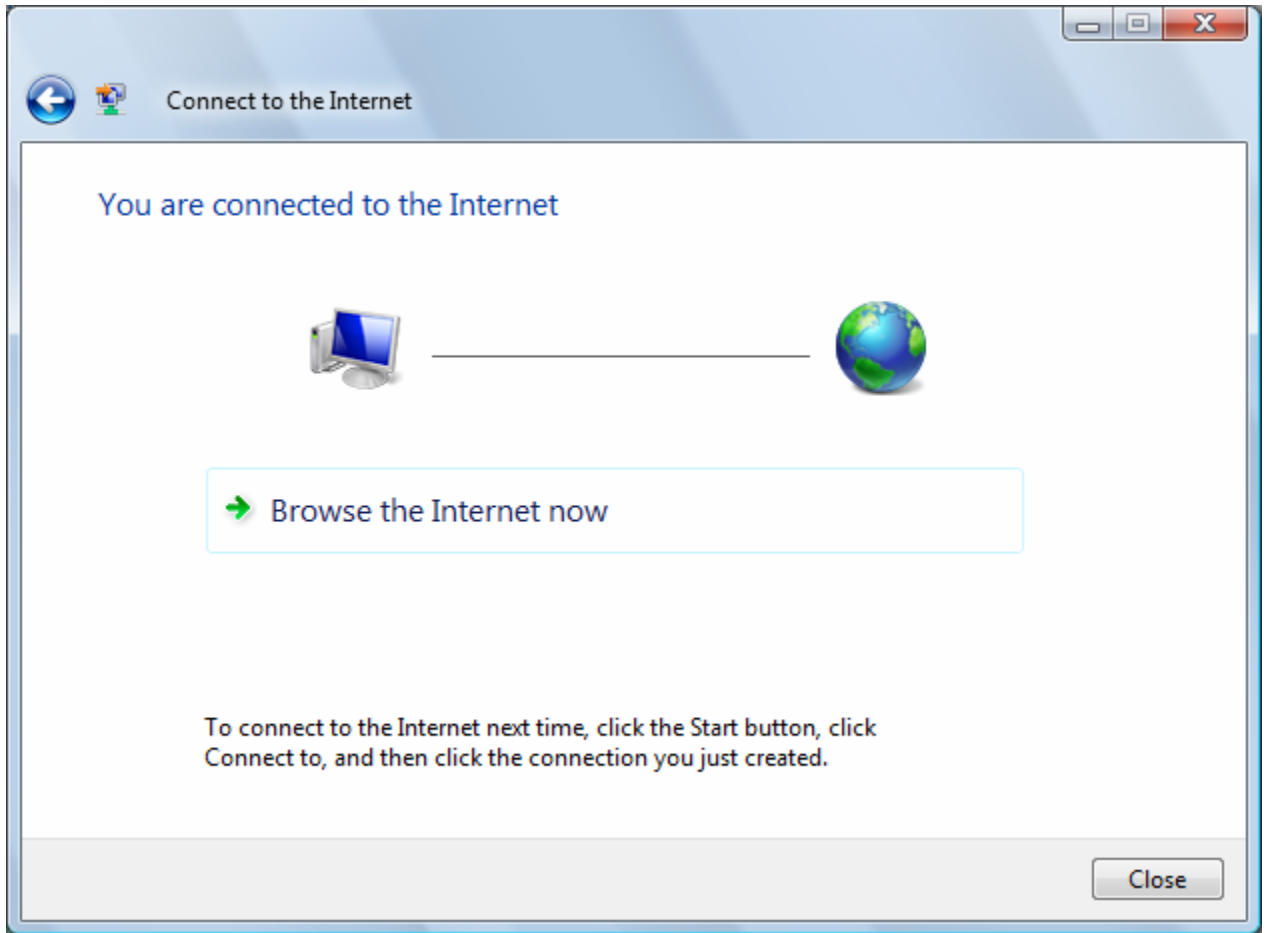 Connect to the Internet
You are connected to the Internet
Browse the Internet now
To connect to the Internet next time, click the Start button, click
Connect to, and then click the connection you just created.
Close